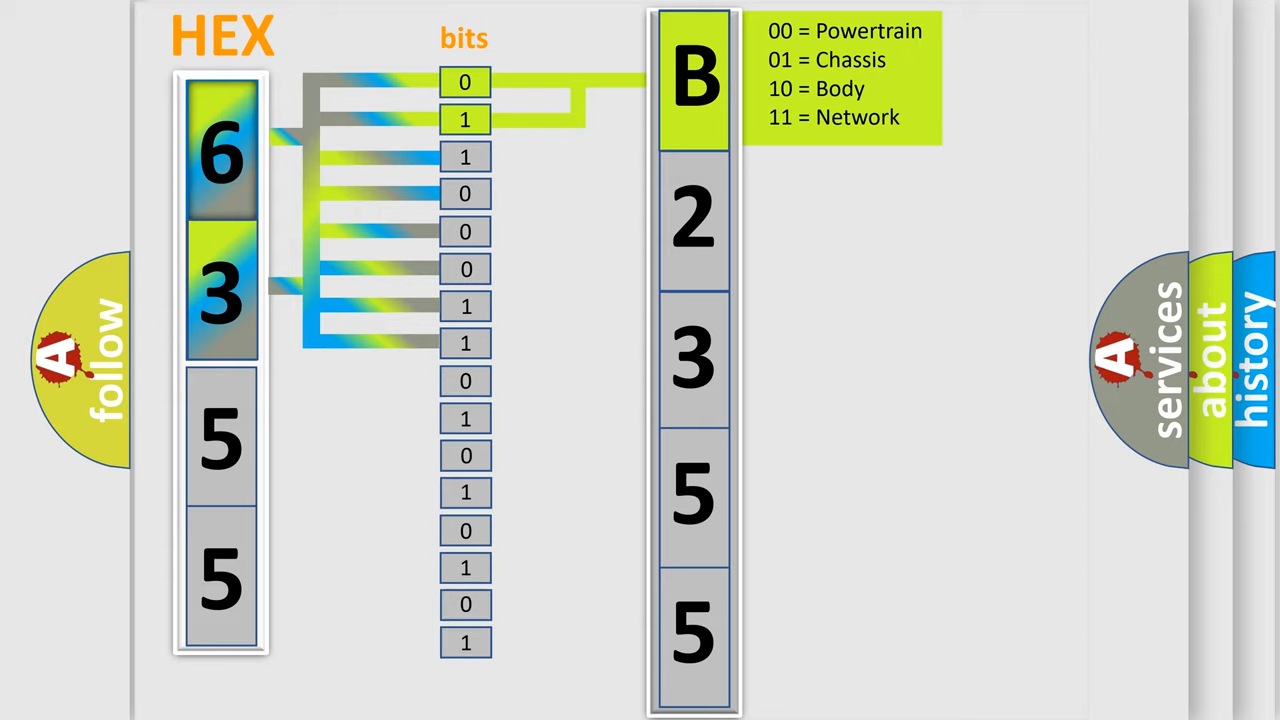 HEX
bits
6
3
5
5
0
1
1
0
0
0
1
1
0
1
0
1
0
1
0
1
B
2
3
5
5
00 = Powertrain
01 = Chassis
10 = Body
11 = Network
A
follow
A
services
about
history